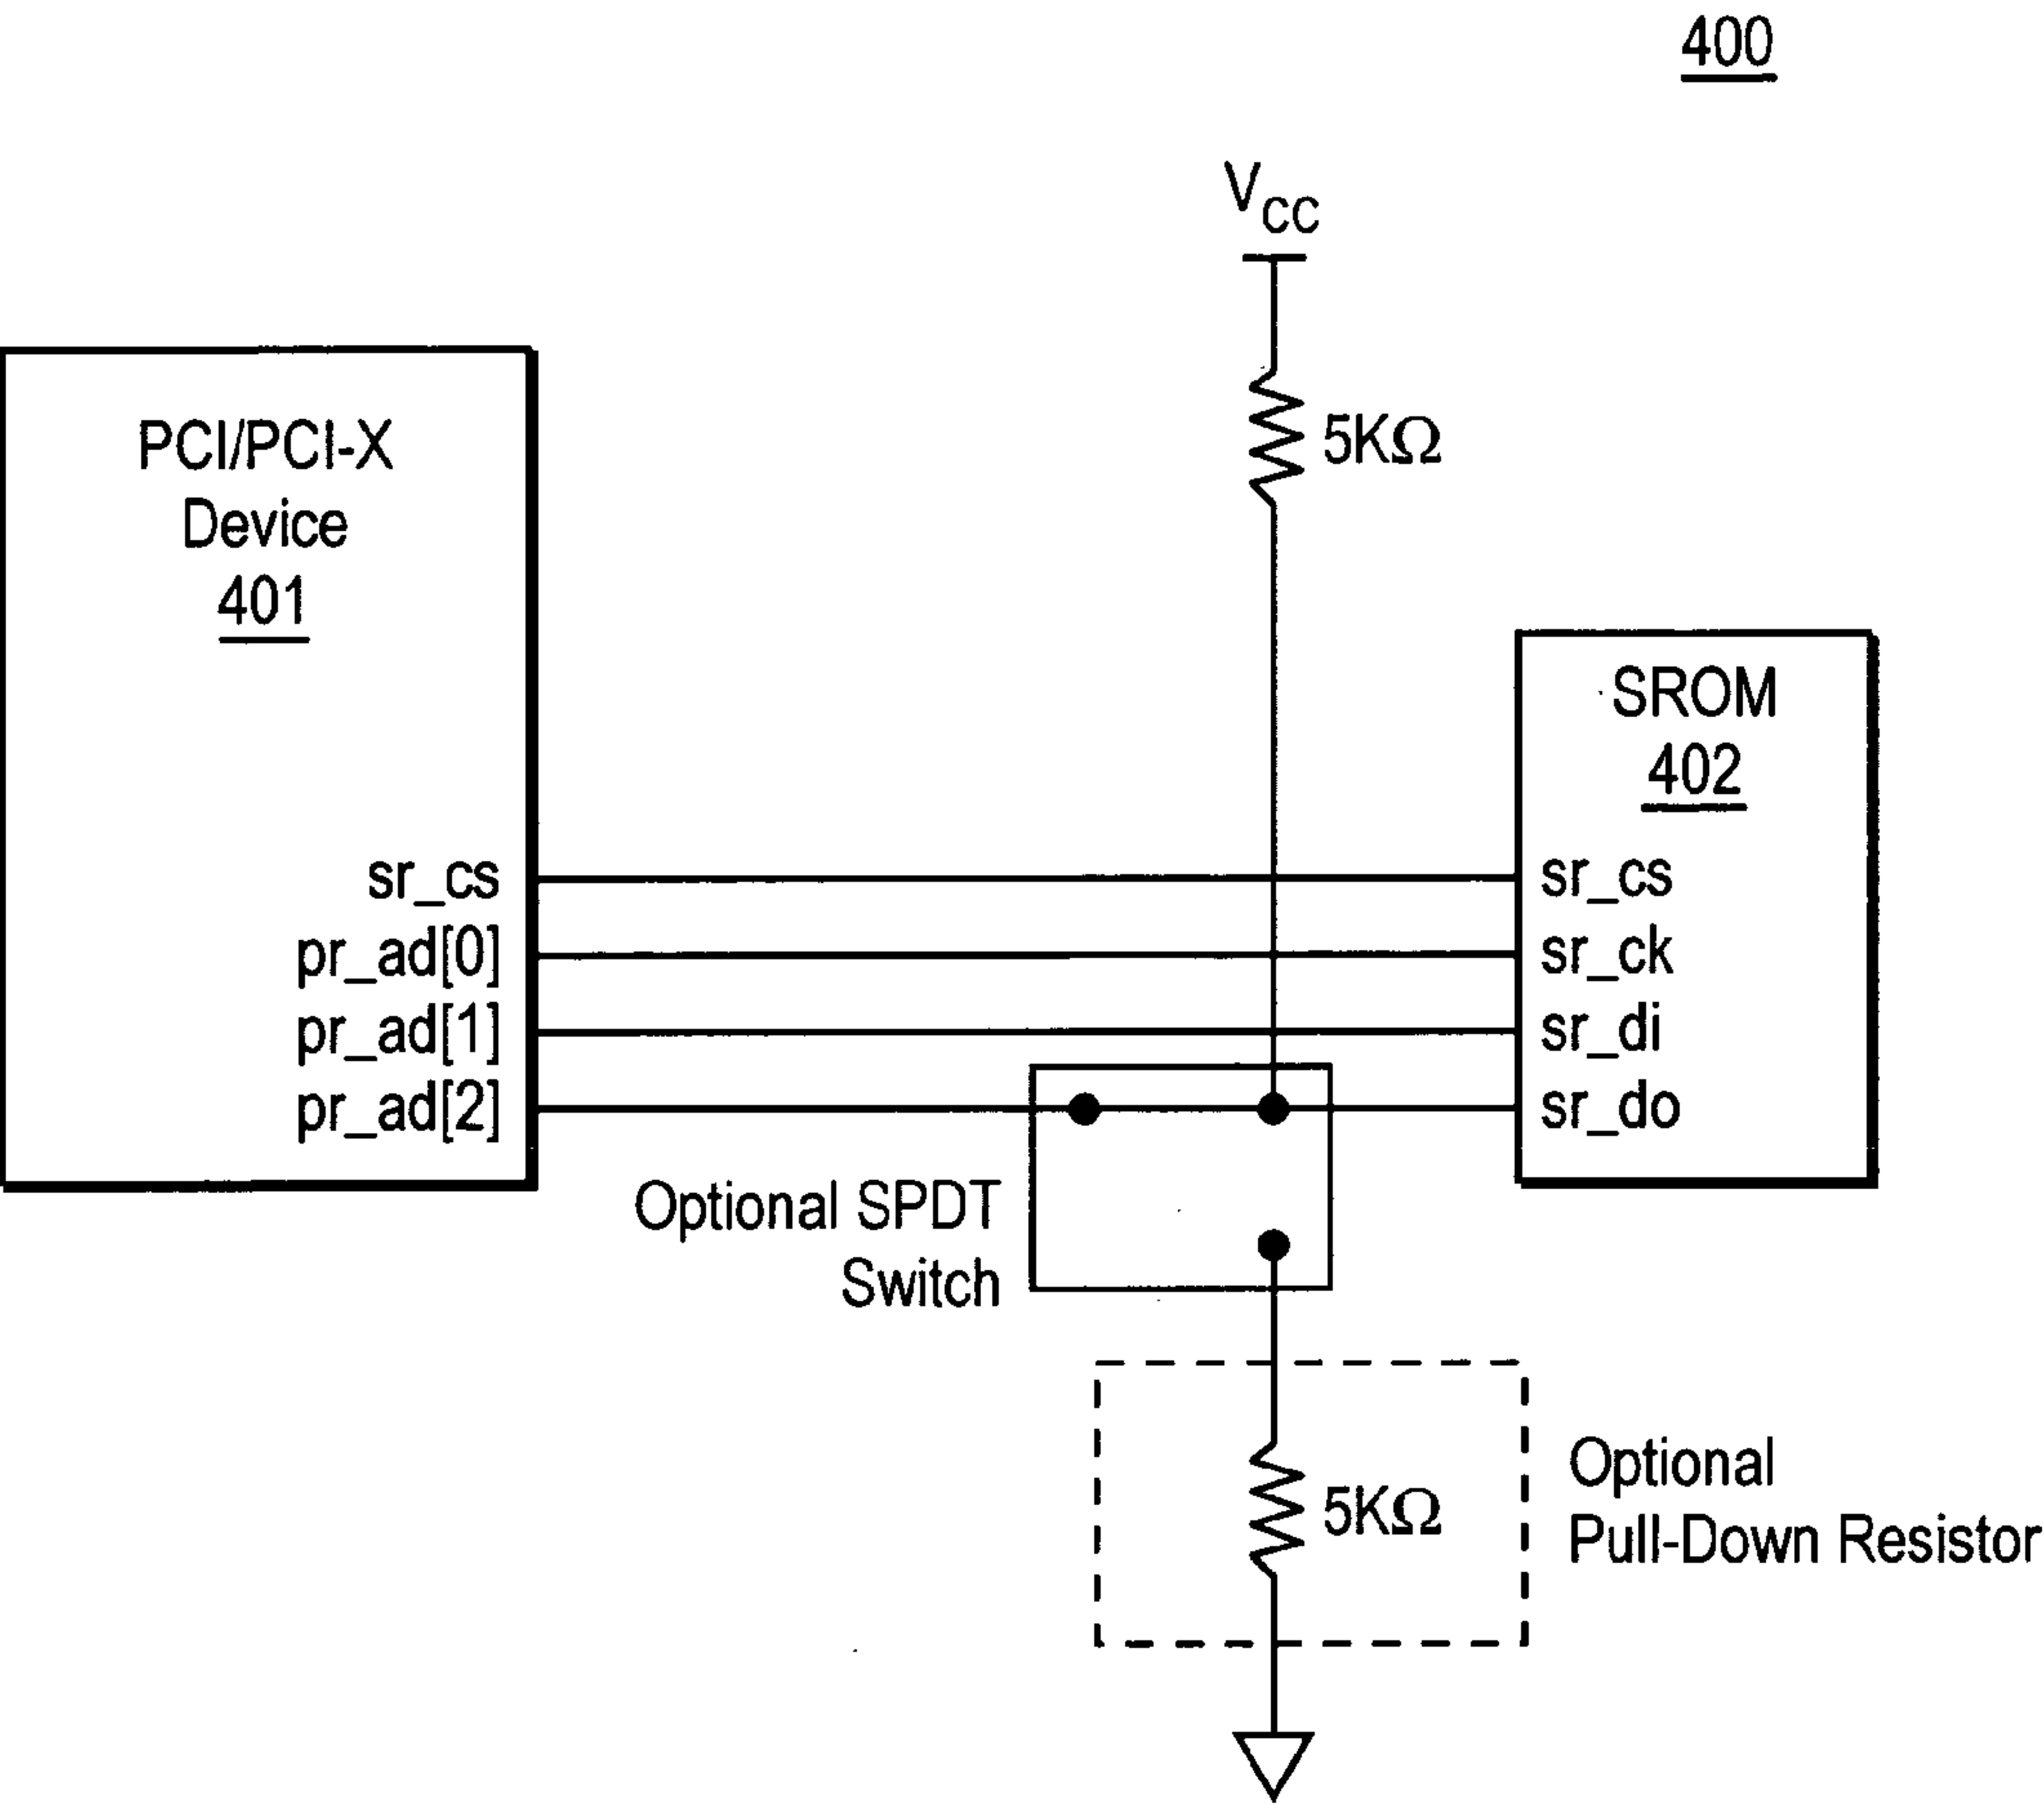 400
VCC
5KΩ
PCI/PCI-X
Device
401
SROM
402
sr_cs
pr_ad[0]
pr_ad[1]
pr_ad[2]
sr_cs
sr_ck
sr_di
sr_do
Optional SPDT
Switch
5KΩ
Optional
Pull-Down Resistor